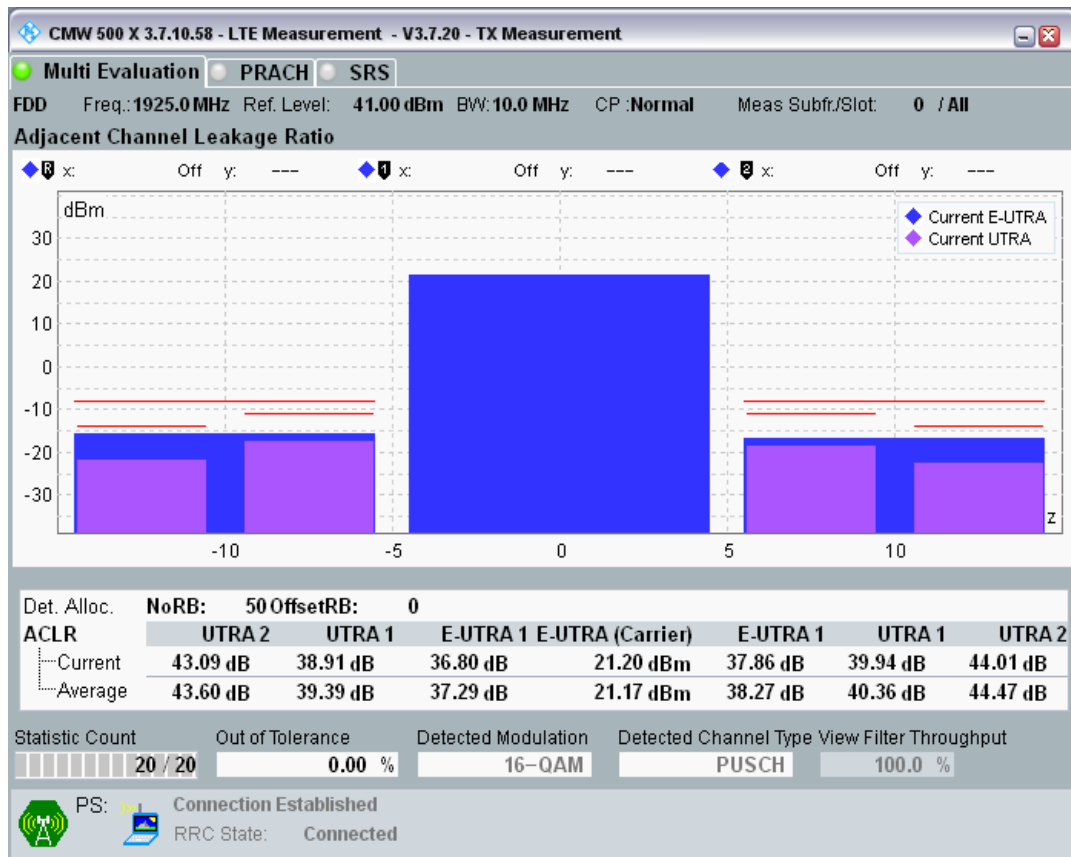 CMW 500 X 3.7.10.58 - LTE Measurement - V3.7.20 - TX Measurement
Multi Evaluation PRACH SRS
FDD Freq.: 1925.0 MHz Ref. Level: 41.00 dBm BW: 10.0 MHz CP :Normal Meas Subfr./Slot: 0 / All
Adjacent Channel Leakage Ratio
R x: Off y: --- 1 x: Off y: --- 2 x: Off y: ---
dBm
Current E-UTRA
Current UTRA
30
20
10
0
-10
-20
-30
z
-10 -5 0 5 10
Det. Alloc. NoRB: 50 OffsetRB: 0
ACLR UTRA 2 UTRA 1 E-UTRA 1 E-UTRA (Carrier) E-UTRA 1 UTRA 1 UTRA 2
Current 43.09 dB 38.91 dB 36.80 dB 21.20 dBm 37.86 dB 39.94 dB 44.01 dB
Average 43.60 dB 39.39 dB 37.29 dB 21.17 dBm 38.27 dB 40.36 dB 44.47 dB
Statistic Count Out of Tolerance Detected Modulation Detected Channel Type View Filter Throughput
20 / 20 0.00 % 16-QAM PUSCH 100.0 %
PS: Connection Established
RRC State: Connected